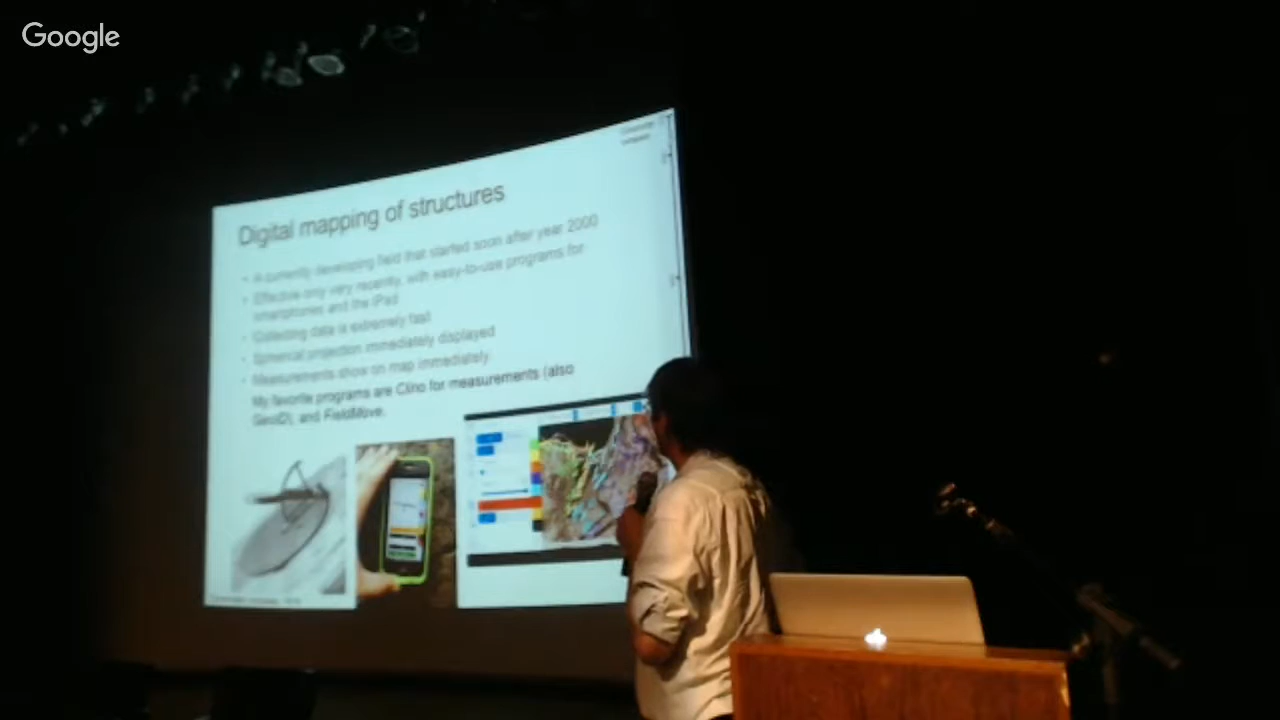 Google
Digital mapping of structures
• A currently developing field that started soon after year 2000
• Effective only very recently, with easy-to-use programs for
smartphones and the iPad
• Collecting data is extremely fast
• Spherical projection immediately displayed
• Measurements show on map immediately
My favorite programs are Clino for measurements (also
GeoID), and FieldMove.